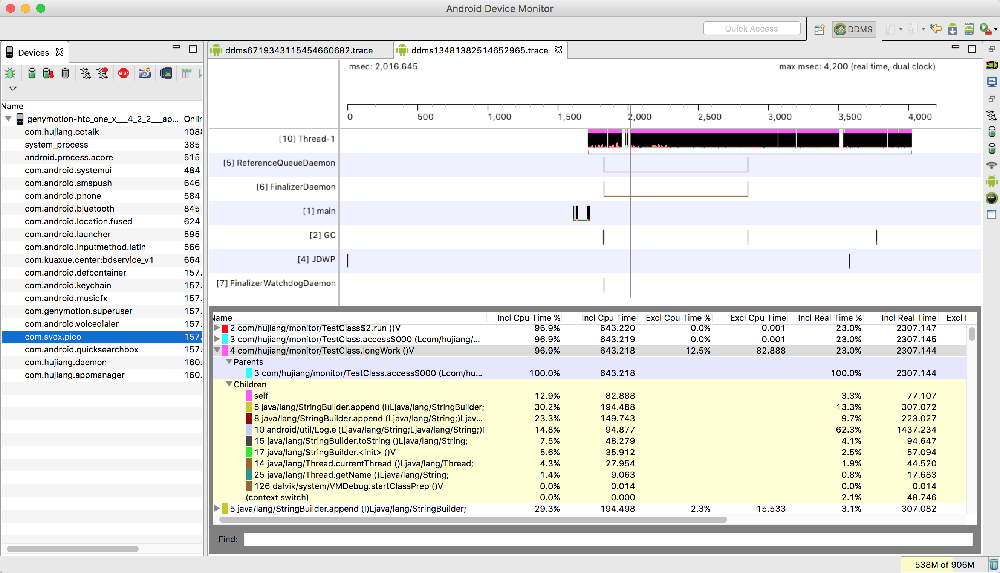 Android Device Monitor
Quick Access
DDMS
Devices
Name
genymotion-htc_one_x___4_2_2___ap... Onlin
com.hujiang.cctalk 1088
system_process 385
android.process.acore 515
com.android.systemui 484
com.android.smspush 646
com.android.phone 584
com.android.bluetooth 845
com.android.location.fused 624
com.android.launcher 595
com.android.inputmethod.latin 566
com.kuaxue.center:bdservice_v1 664
com.android.defcontainer 157.
com.android.keychain 157.
com.android.musicfx 157.
com.genymotion.superuser 157.
com.android.voicedialer 157.
com.svox.pico 157.
com.android.quicksearchbox 157.
com.hujiang.daemon 160.
com.hujiang.appmanager 160.
ddms6719343115454660682.trace
ddms13481382514652965.trace
msec: 2,016.645 max msec: 4,200 (real time, dual clock)
0 500 1,000 1,500 2,000 2,500 3,000 3,500 4,000
[10] Thread-1
[5] ReferenceQueueDaemon
[6] FinalizerDaemon
[1] main
[2] GC
[4] JDWP
[7] FinalizerWatchdogDaemon
Name Incl Cpu Time % Incl Cpu Time Excl Cpu Time % Excl Cpu Time Incl Real Time % Incl Real Time Excl
2 com/hujiang/monitor/TestClass$2.run ()V 96.9% 643.220 0.0% 0.001 23.0% 2307.147
3 com/hujiang/monitor/TestClass.access$000 (Lcom/hujiang/... 96.9% 643.219 0.0% 0.001 23.0% 2307.145
4 com/hujiang/monitor/TestClass.longWork ()V 96.9% 643.218 12.5% 82.888 23.0% 2307.144
Parents
3 com/hujiang/monitor/TestClass.access$000 (Lcom/hu... 100.0% 643.218 100.0% 2307.144
Children
self 12.9% 82.888 3.3% 77.107
5 java/lang/StringBuilder.append (I)Ljava/lang/StringBuilder; 30.2% 194.488 13.3% 307.072
8 java/lang/StringBuilder.append (Ljava/lang/String;)Ljav... 23.3% 149.743 9.7% 223.027
10 android/util/Log.e (Ljava/lang/String;Ljava/lang/String;)I 14.8% 94.877 62.3% 1437.234
15 java/lang/StringBuilder.toString ()Ljava/lang/String; 7.5% 48.279 4.1% 94.647
17 java/lang/StringBuilder.<init> ()V 5.6% 35.912 2.5% 57.094
14 java/lang/Thread.currentThread ()Ljava/lang/Thread; 4.3% 27.954 1.9% 44.520
25 java/lang/Thread.getName ()Ljava/lang/String; 1.4% 9.063 0.8% 17.683
126 dalvik/system/VMDebug.startClassPrep ()V 0.0% 0.014 0.0% 0.014
(context switch) 0.0% 0.000 2.1% 48.746
5 java/lang/StringBuilder.append (I)Ljava/lang/StringBuilder; 29.3% 194.498 2.3% 15.533 3.1% 307.082
Find:
538M of 906M